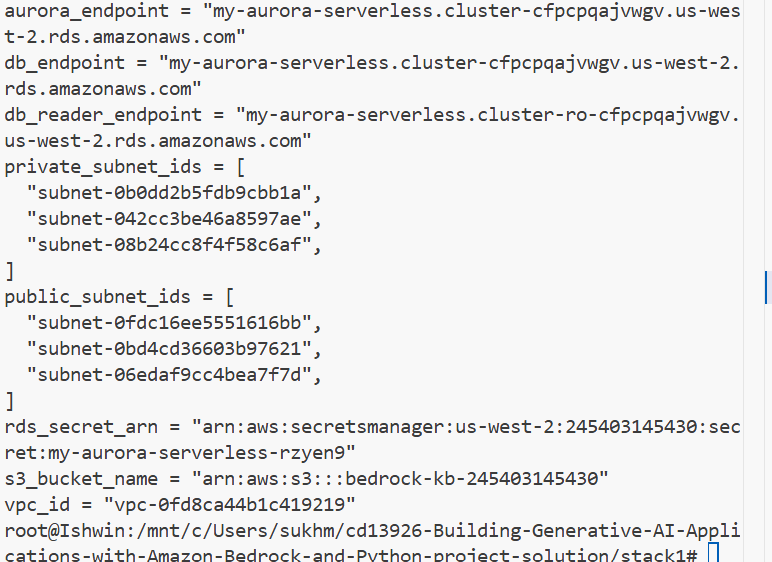 aurora_endpoint = "my-aurora-serverless.cluster-cfpcpqajvwgv.us-wes
t-2.rds.amazonaws.com"
db_endpoint = "my-aurora-serverless.cluster-cfpcpqajvwgv.us-west-2.
rds.amazonaws.com"
db_reader_endpoint = "my-aurora-serverless.cluster-ro-cfpcpqajvwgv.
us-west-2.rds.amazonaws.com"
private_subnet_ids = [
  "subnet-0b0dd2b5fdb9cbb1a",
  "subnet-042cc3be46a8597ae",
  "subnet-08b24cc8f4f58c6af",
]
public_subnet_ids = [
  "subnet-0fdc16ee5551616bb",
  "subnet-0bd4cd36603b97621",
  "subnet-06edaf9cc4bea7f7d",
]
rds_secret_arn = "arn:aws:secretsmanager:us-west-2:245403145430:sec
ret:my-aurora-serverless-rzyen9"
s3_bucket_name = "arn:aws:s3:::bedrock-kb-245403145430"
vpc_id = "vpc-0fd8ca44b1c419219"
root@Ishwin:/mnt/c/Users/sukhm/cd13926-Building-Generative-AI-Appli
cations-with-Amazon-Bedrock-and-Python-project-solution/stack1#